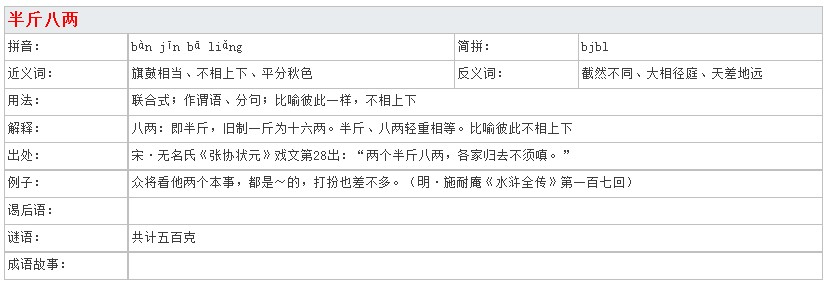 半斤八两
拼音： bàn jīn bā liǎng 简拼： bjbl
近义词： 旗鼓相当、不相上下、平分秋色 反义词： 截然不同、大相径庭、天差地远
用法： 联合式；作谓语、分句；比喻彼此一样，不相上下
解释： 八两：即半斤，旧制一斤为十六两。半斤、八两轻重相等。比喻彼此不相上下
出处： 宋·无名氏《张协状元》戏文第28出：“两个半斤八两，各家归去不须嗔。”
例子： 众将看他两个本事，都是～的，打扮也差不多。（明·施耐庵《水浒全传》第一百七回）
谒后语：
谜语： 共计五百克
成语故事：